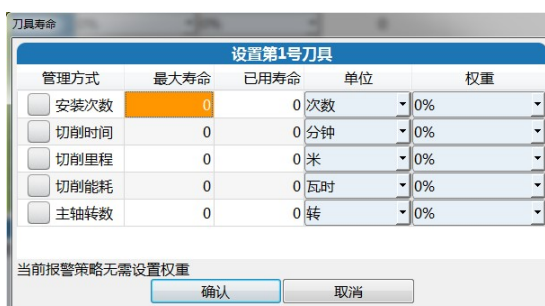 刀具寿命
设置第1号刀具
管理方式 最大寿命 已用寿命 单位 权重
安装次数 0 0 次数 0%
切削时间 0 0 分钟 0%
切削里程 0 0 米 0%
切削能耗 0 0 瓦时 0%
主轴转数 0 0 转 0%
当前报警策略无需设置权重
确认 取消